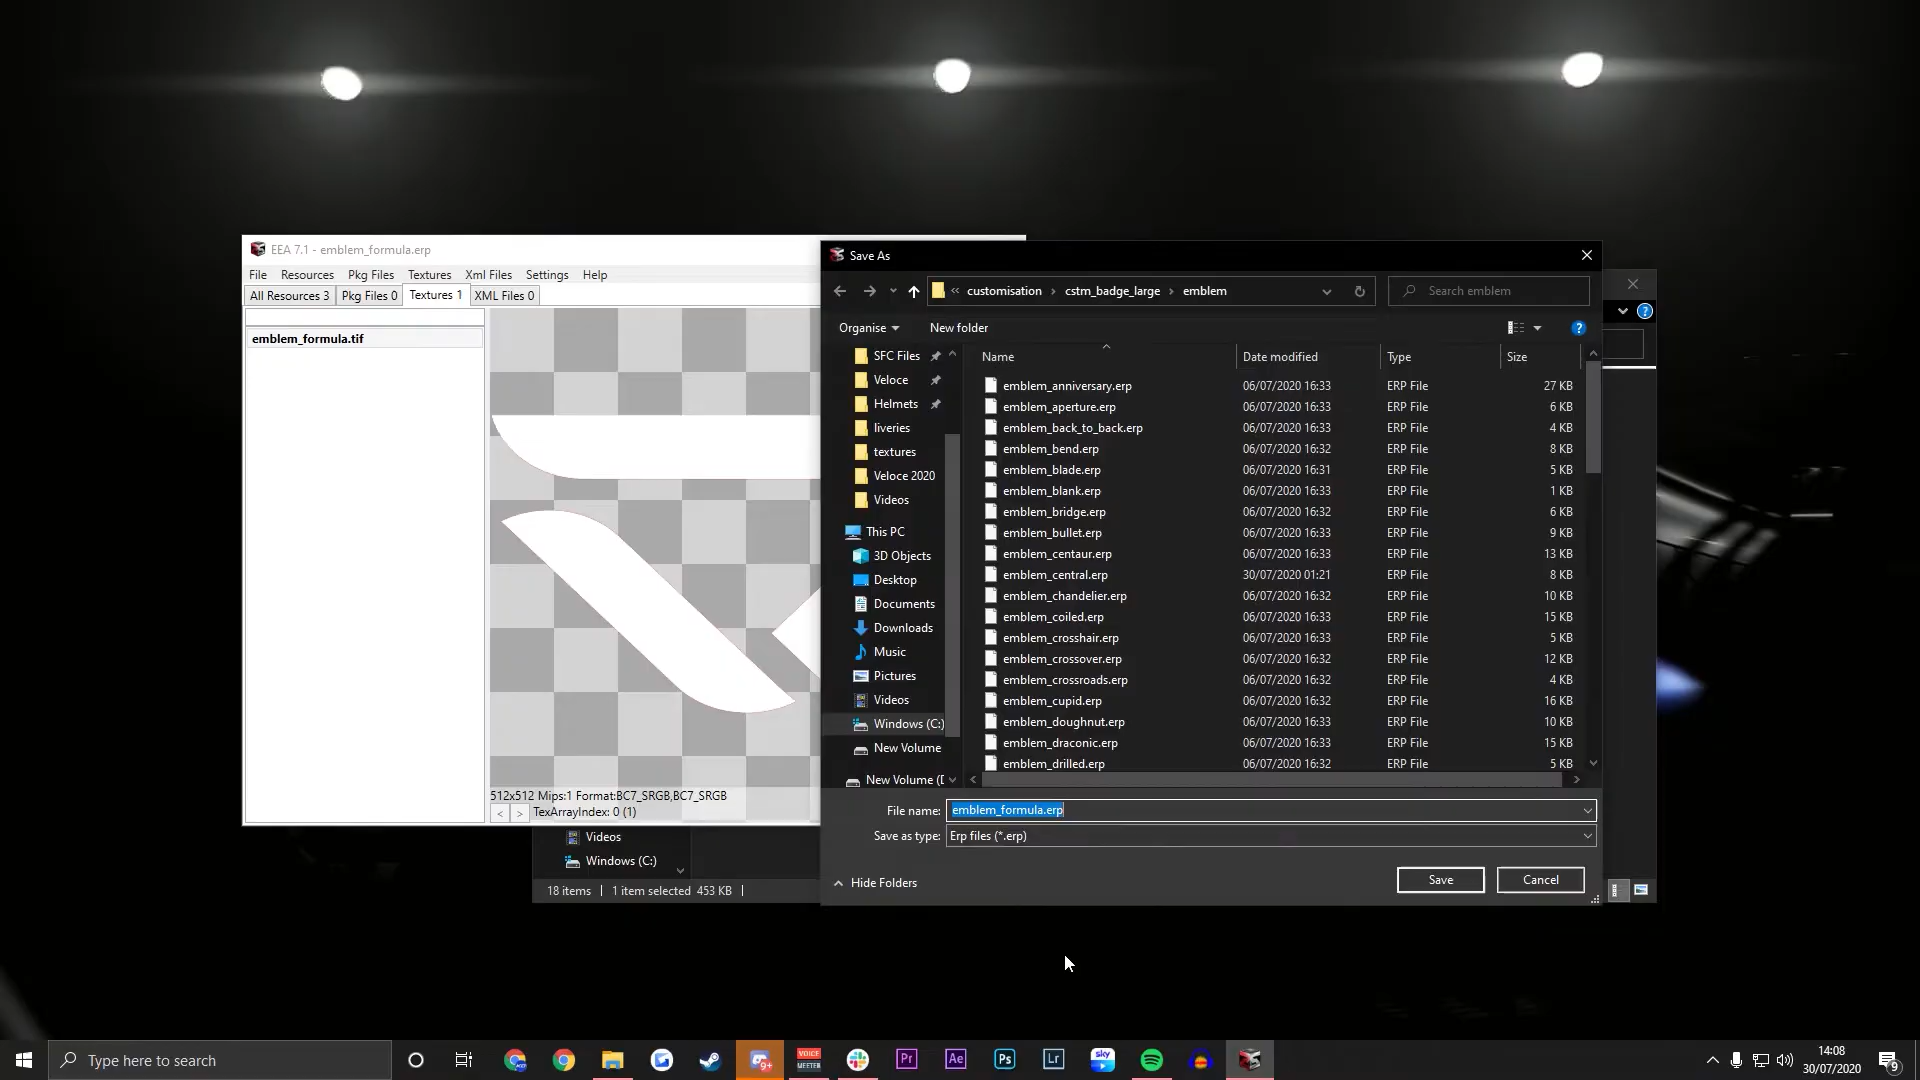 EEA 7.1 - emblem_formula.erp
File Resources Pkg Files Textures Xml Files Settings Help
All Resources 3 Pkg Files 0 Textures 1 XML Files 0
emblem_formula.tif
512x512 Mips:1 Format:BC7_SRGB,BC7_SRGB
< > TexArrayIndex: 0 (1)
Videos
Windows (C:)
18 items 1 item selected 453 KB
Save As
« customisation › cstm_badge_large › emblem
Search emblem
Organise New folder
SFC Files
Veloce
Helmets
liveries
textures
Veloce 2020
Videos
This PC
3D Objects
Desktop
Documents
Downloads
Music
Pictures
Videos
Windows (C:)
New Volume
New Volume (D
Name Date modified Type Size
emblem_anniversary.erp 06/07/2020 16:33 ERP File 27 KB
emblem_aperture.erp 06/07/2020 16:33 ERP File 6 KB
emblem_back_to_back.erp 06/07/2020 16:33 ERP File 4 KB
emblem_bend.erp 06/07/2020 16:32 ERP File 8 KB
emblem_blade.erp 06/07/2020 16:31 ERP File 5 KB
emblem_blank.erp 06/07/2020 16:33 ERP File 1 KB
emblem_bridge.erp 06/07/2020 16:32 ERP File 6 KB
emblem_bullet.erp 06/07/2020 16:33 ERP File 9 KB
emblem_centaur.erp 06/07/2020 16:33 ERP File 13 KB
emblem_central.erp 30/07/2020 01:21 ERP File 8 KB
emblem_chandelier.erp 06/07/2020 16:32 ERP File 10 KB
emblem_coiled.erp 06/07/2020 16:33 ERP File 15 KB
emblem_crosshair.erp 06/07/2020 16:33 ERP File 5 KB
emblem_crossover.erp 06/07/2020 16:32 ERP File 12 KB
emblem_crossroads.erp 06/07/2020 16:32 ERP File 4 KB
emblem_cupid.erp 06/07/2020 16:32 ERP File 16 KB
emblem_doughnut.erp 06/07/2020 16:33 ERP File 10 KB
emblem_draconic.erp 06/07/2020 16:33 ERP File 15 KB
emblem_drilled.erp 06/07/2020 16:32 ERP File 5 KB
File name: emblem_formula.erp
Save as type: Erp files (*.erp)
Hide Folders
Save Cancel
Type here to search
9+
VOICE
MEETER
Pr Ae Ps Lr
sky
14:08
30/07/2020
9